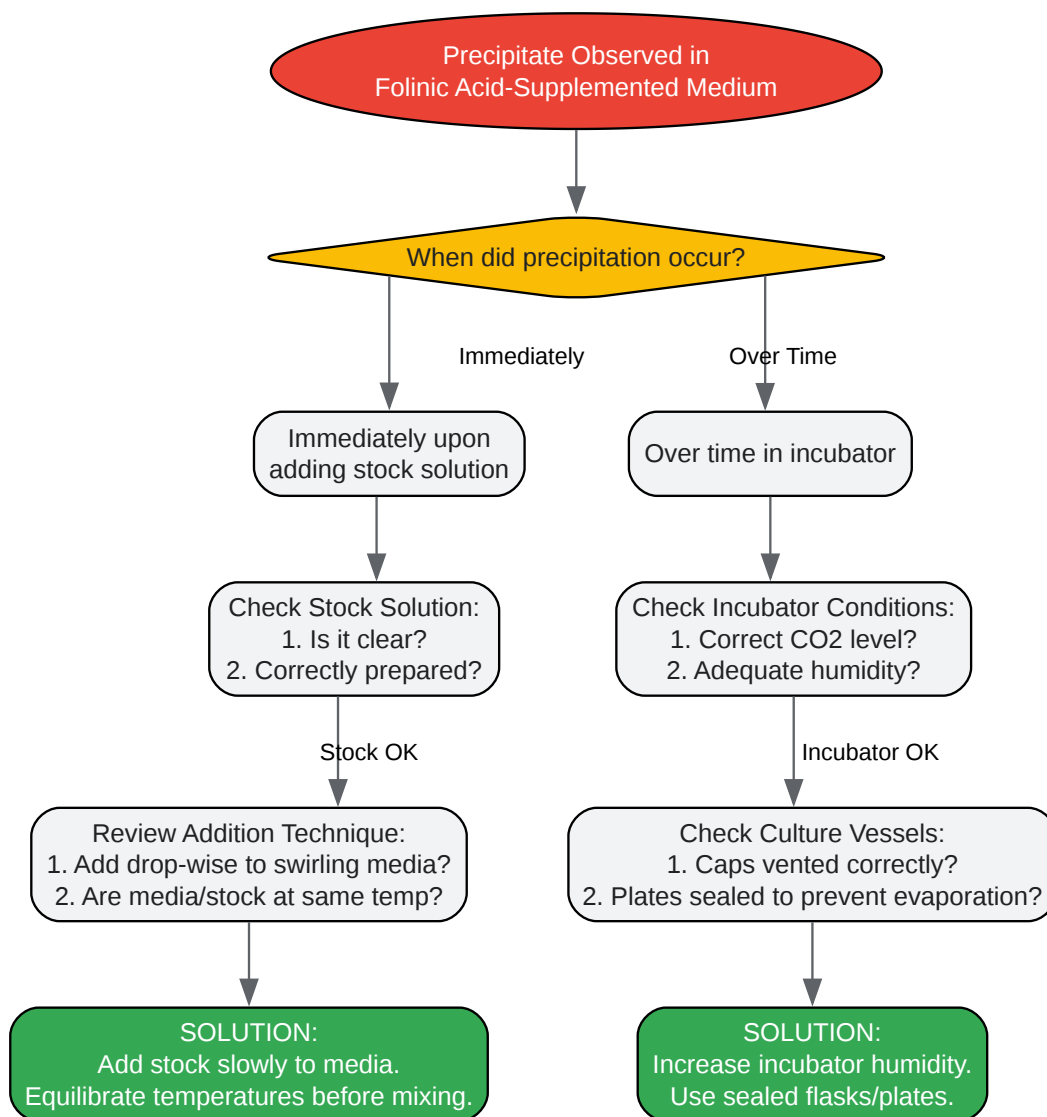 Precipitate Observed in
Folinic Acid-Supplemented Medium
When did precipitation occur?
Immediately
Over Time
Immediately upon
adding stock solution
Over time in incubator
Check Stock Solution:
1. Is it clear?
2. Correctly prepared?
Check Incubator Conditions:
1. Correct CO2 level?
2. Adequate humidity?
Stock OK
Incubator OK
Review Addition Technique:
1. Add drop-wise to swirling media?
2. Are media/stock at same temp?
Check Culture Vessels:
1. Caps vented correctly?
2. Plates sealed to prevent evaporation?
SOLUTION:
Add stock slowly to media.
Equilibrate temperatures before mixing.
SOLUTION:
Increase incubator humidity.
Use sealed flasks/plates.